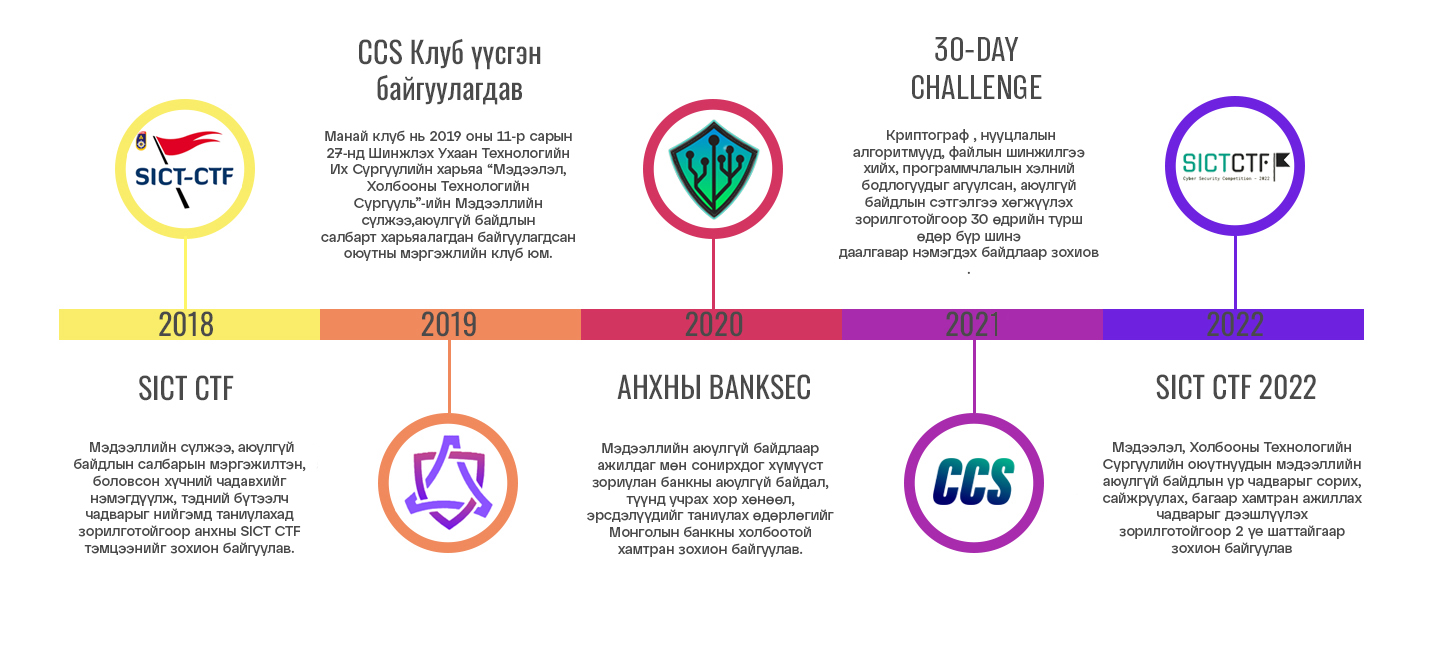 CCS Клуб үүсгэн
байгуулагдав
Манай клуб нь 2019 оны 11-р сарын
27-нд Шинжлэх Ухаан Технологийн
Их Сургуулийн харьяа “Мэдээлэл,
Холбооны Технологийн
Сургууль”-ийн Мэдээллийн
сүлжээ,аюулгүй байдлын
салбарт харьяалагдан байгуулагдсан
оюутны мэргэжлийн клуб юм.
30-DAY
CHALLENGE
Криптограф , нууцлалын
алгоритмууд, файлын шинжилгээ
хийх, программчлалын хэлний
бодлогуудыг агуулсан, аюулгүй
байдлын сэтгэлгээ хөгжүүлэх
зорилготойгоор 30 өдрийн турш
өдөр бүр шинэ
даалгавар нэмэгдэх байдлаар зохиов
.
SICT-CTF
SICTCTF
Cyber Security Competition - 2022
2018
2019
2020
2021
2022
SICT CTF
Мэдээллийн сүлжээ, аюулгүй
байдлын салбарын мэргэжилтэн,
боловсон хүчний чадавхийг
нэмэгдүүлж, тэдний бүтээлч
чадварыг нийгэмд таниулахад
зорилготойгоор анхны SICT CTF
тэмцээнийг зохион байгуулав.
АНХНЫ BANKSEC
Мэдээллийн аюулгүй байдлаар
ажилдаг мөн сонирхдог хүмүүст
зориулан банкны аюулгүй байдал,
түүнд учрах хор хөнөөл,
эрсдэлүүдийг таниулах өдөрлөгийг
Монголын банкны холбоотой
хамтран зохион байгуулав.
CCS
SICT CTF 2022
Мэдээлэл, Холбооны Технологийн
Сургуулийн оюутнуудын мэдээллийн
аюулгүй байдлын ур чадварыг сорих,
сайжруулах, багаар хамтран ажиллах
чадварыг дээшлүүлэх
зорилготойгоор 2 үе шаттайгаар
зохион байгуулав